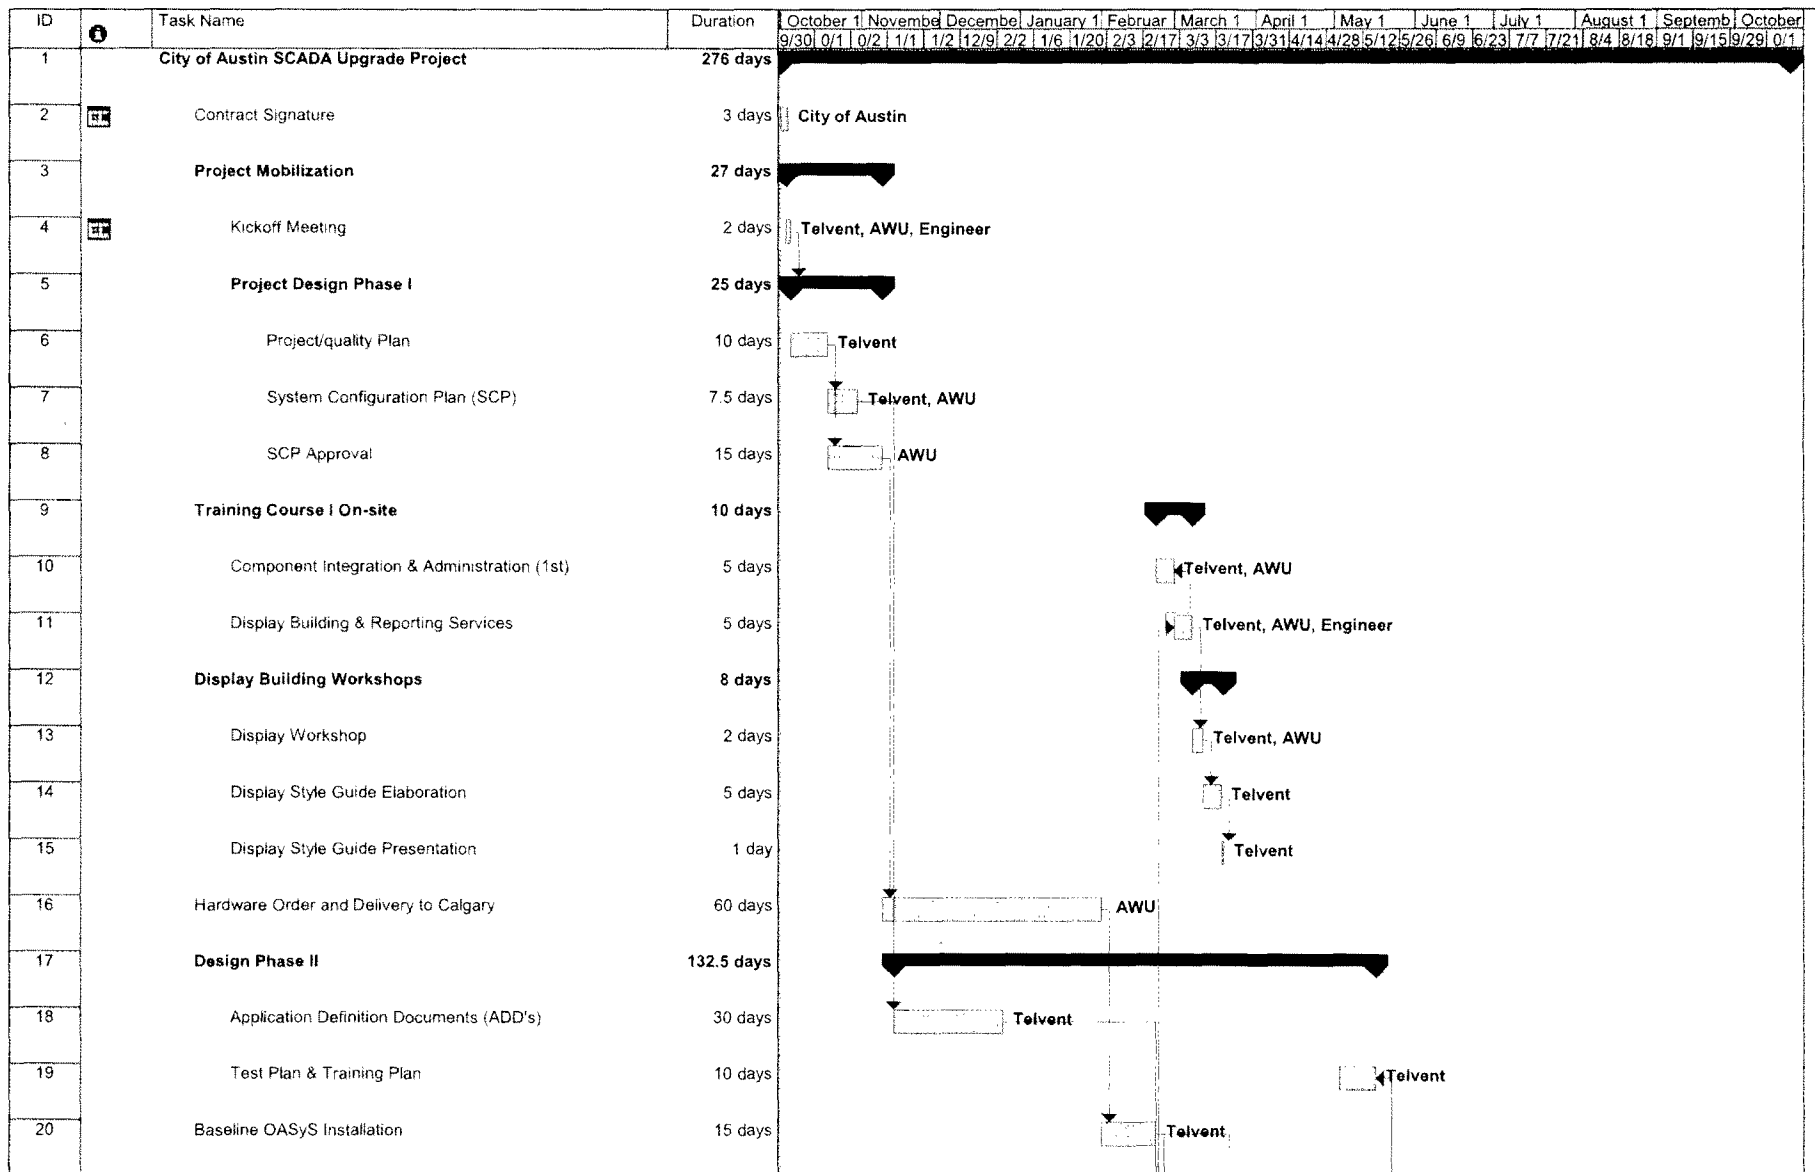 ID Task Name Duration October 1 Novembe Decembe January 1 Februar March 1 April 1 May 1 June 1 July 1 August 1 Septemb October
9/30 0/1 0/2 1/1 1/2 12/9 2/2 1/6 1/20 2/3 2/17 3/3 3/17 3/31 4/14 4/28 5/12 5/26 6/9 6/23 7/7 7/21 8/4 8/18 9/1 9/15 9/29 0/1
1 City of Austin SCADA Upgrade Project 276 days
2 Contract Signature 3 days City of Austin
3 Project Mobilization 27 days
4 Kickoff Meeting 2 days Telvent, AWU, Engineer
5 Project Design Phase I 25 days
6 Project/quality Plan 10 days Telvent
7 System Configuration Plan (SCP) 7.5 days Telvent, AWU
8 SCP Approval 15 days AWU
9 Training Course I On-site 10 days
10 Component Integration & Administration (1st) 5 days Telvent, AWU
11 Display Building & Reporting Services 5 days Telvent, AWU, Engineer
12 Display Building Workshops 8 days
13 Display Workshop 2 days Telvent, AWU
14 Display Style Guide Elaboration 5 days Telvent
15 Display Style Guide Presentation 1 day Telvent
16 Hardware Order and Delivery to Calgary 60 days AWU
17 Design Phase II 132.5 days
18 Application Definition Documents (ADD's) 30 days Telvent
19 Test Plan & Training Plan 10 days Telvent
20 Baseline OASyS Installation 15 days Telvent